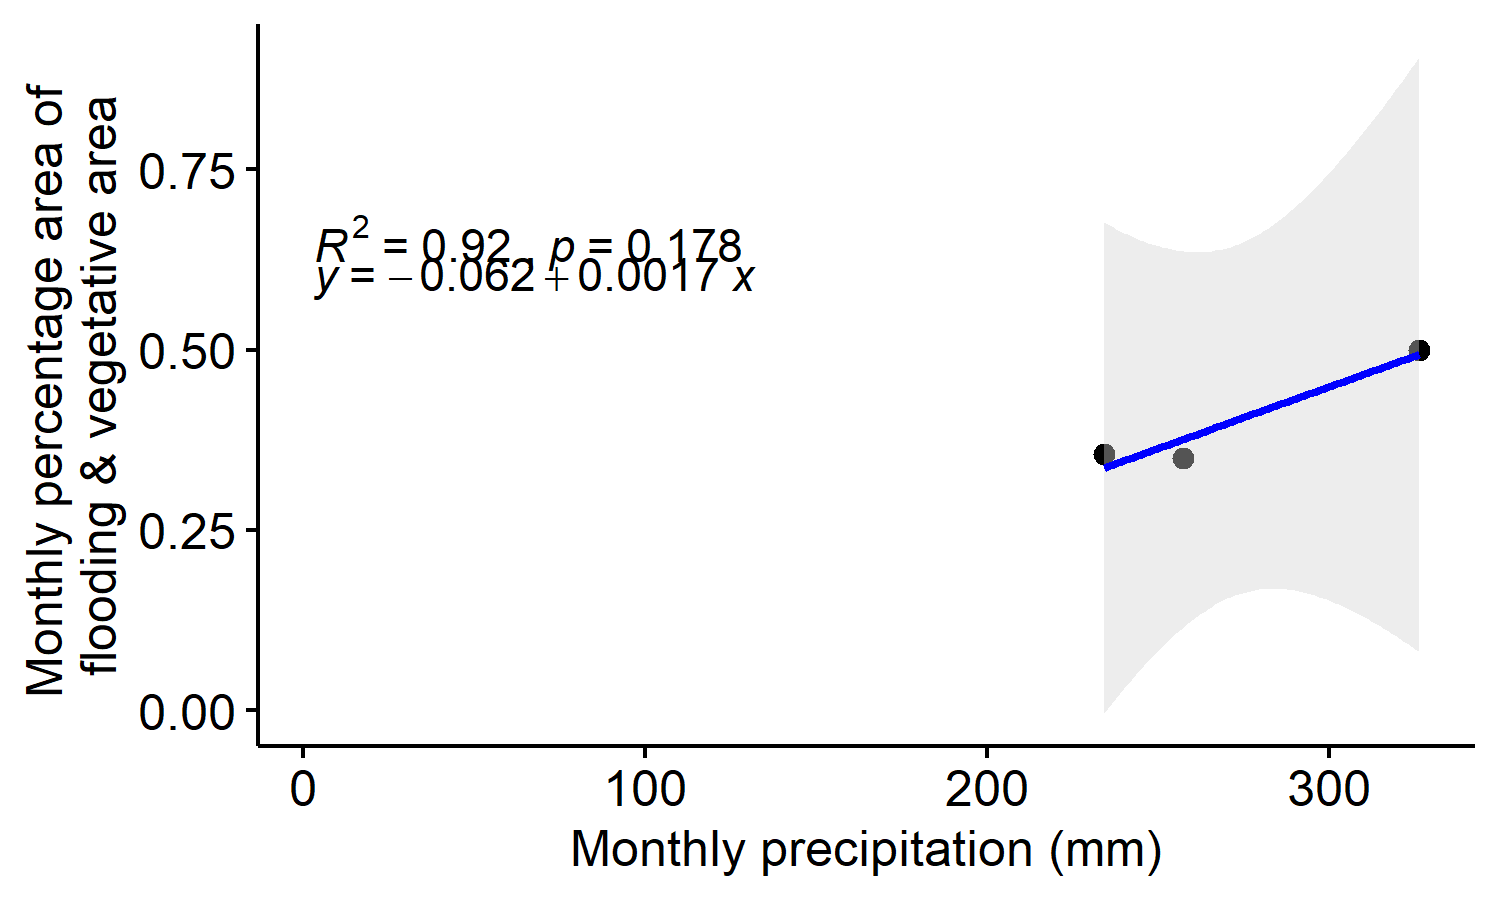 Monthly percentage area of
flooding & vegetative area
0.75
0.50
0.25
0.00
R² = 0.92 , p = 0.178
y = −0.062 + 0.0017 x
0 100 200 300
Monthly precipitation (mm)